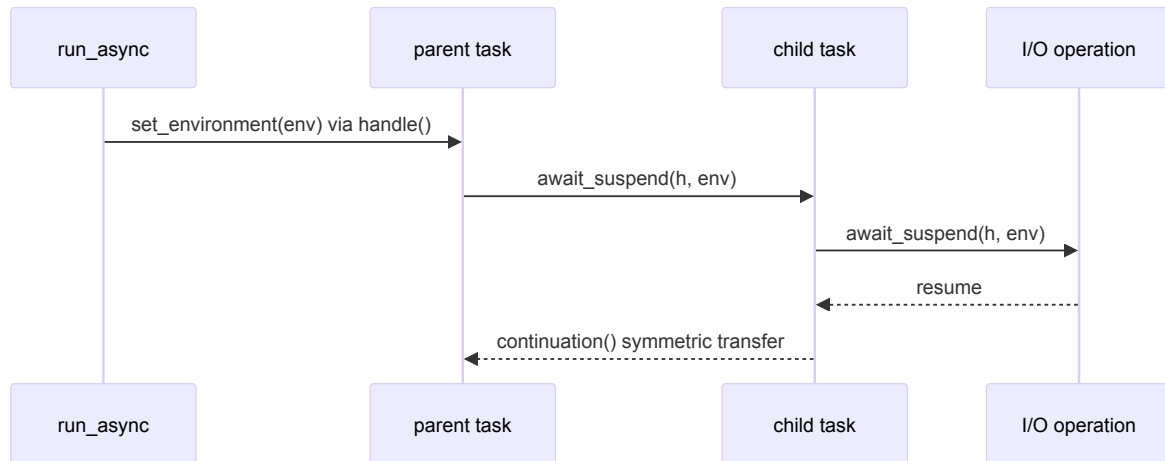 run_async
parent task
child task
I/O operation
set_environment(env) via handle()
await_suspend(h, env)
await_suspend(h, env)
resume
continuation() symmetric transfer
run_async
parent task
child task
I/O operation